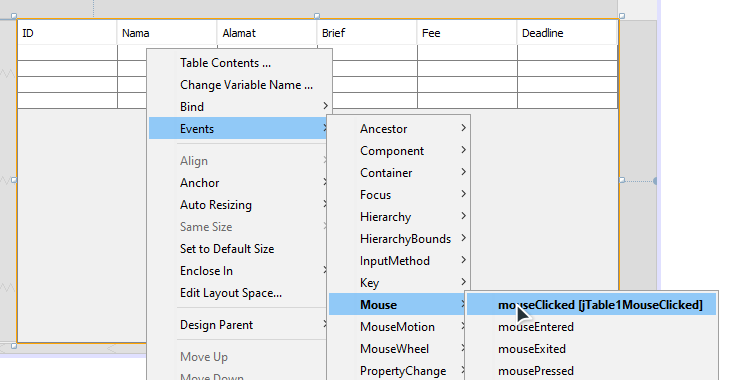 ID Nama Alamat Brief Fee Deadline
Table Contents ...
Change Variable Name ...
Bind
Events
Align
Anchor
Auto Resizing
Same Size
Set to Default Size
Enclose In
Edit Layout Space...
Design Parent
Move Up
Move Down
Ancestor
Component
Container
Focus
Hierarchy
HierarchyBounds
InputMethod
Key
Mouse
MouseMotion
MouseWheel
PropertyChange
mouseClicked [jTable1MouseClicked]
mouseEntered
mouseExited
mousePressed